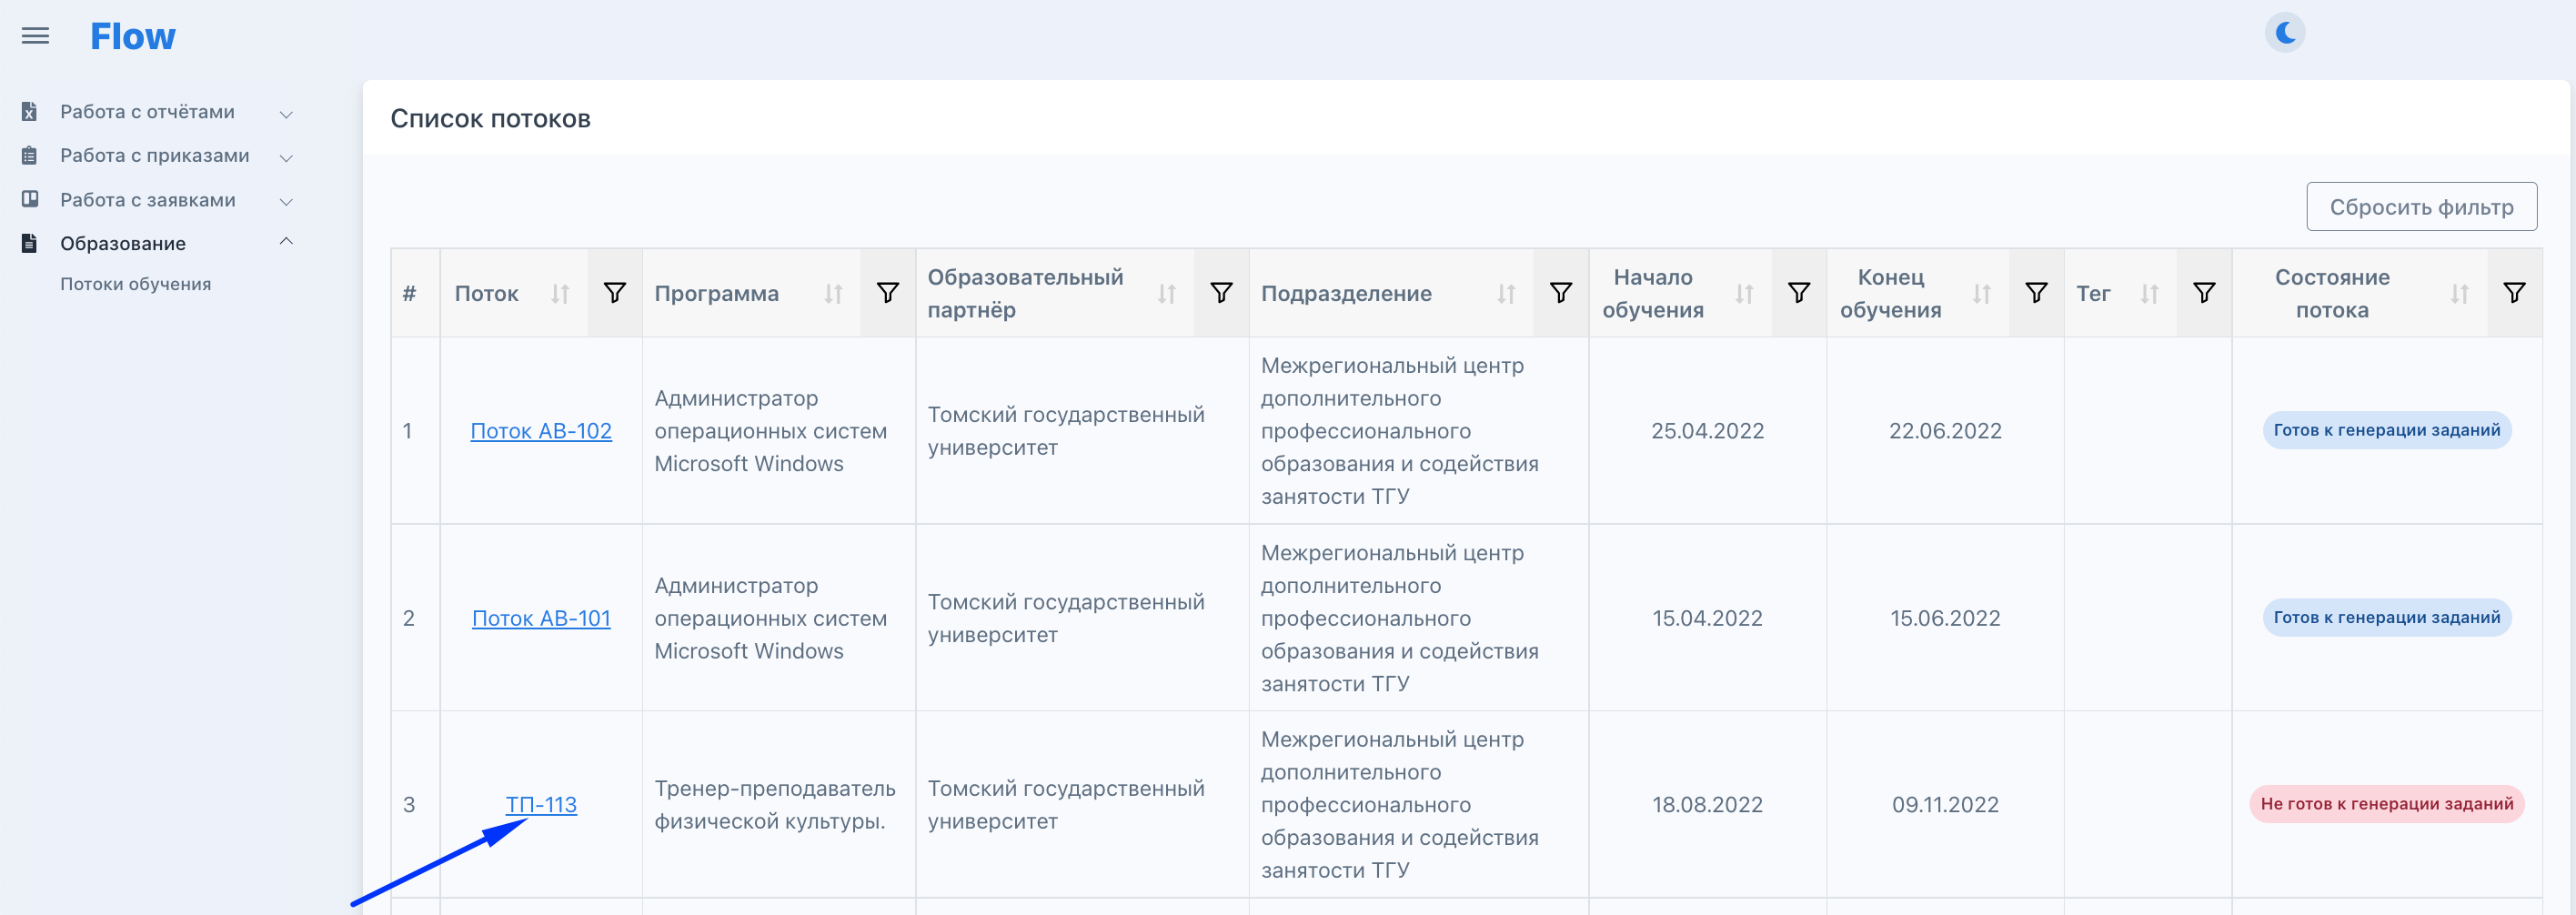 Flow
Работа с отчётами
Работа с приказами
Работа с заявками
Образование
Потоки обучения
Список потоков
Сбросить фильтр
#
Поток
Программа
Образовательный
партнёр
Подразделение
Начало
обучения
Конец
обучения
Тег
Состояние
потока
1
Поток АВ-102
Администратор
операционных систем
Microsoft Windows
Томский государственный
университет
Межрегиональный центр
дополнительного
профессионального
образования и содействия
занятости ТГУ
25.04.2022
22.06.2022
Готов к генерации заданий
2
Поток АВ-101
Администратор
операционных систем
Microsoft Windows
Томский государственный
университет
Межрегиональный центр
дополнительного
профессионального
образования и содействия
занятости ТГУ
15.04.2022
15.06.2022
Готов к генерации заданий
3
ТП-113
Тренер-преподаватель
физической культуры.
Томский государственный
университет
Межрегиональный центр
дополнительного
профессионального
образования и содействия
занятости ТГУ
18.08.2022
09.11.2022
Не готов к генерации заданий